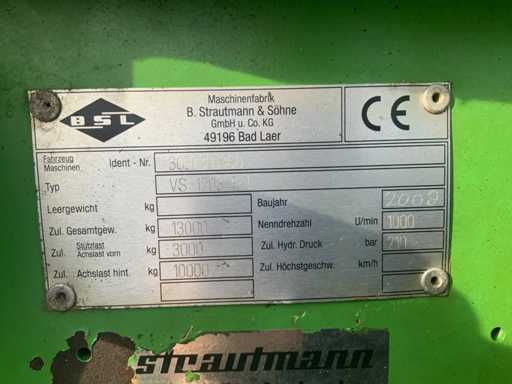 BSL
Maschinenfabrik
B. Strautmann & Söhne
GmbH u. Co. KG
49196 Bad Laer
CE
Fahrzeug
Maschinen Ident - Nr.
Typ VS
Leergewicht kg
Zul. Gesamtgew. kg 13000
Zul. Stützlast
Achslast vorn kg 3000
Zul. Achslast hint. kg 10000
Baujahr
Nenndrehzahl U/min 1000
Zul. Hydr. Druck bar 210
Zul. Höchstgeschw. km/h
strautmann